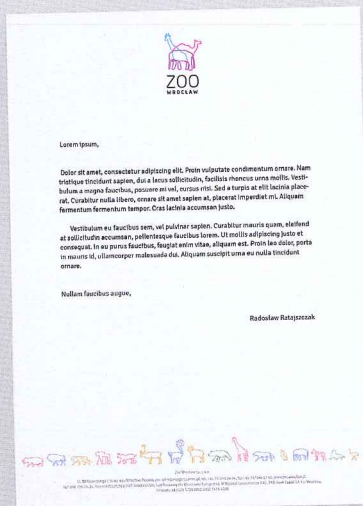 ZOO
WROCŁAW
Lorem ipsum,
Dolor sit amet, consectetur adipiscing elit. Proin vulputate condimentum ornare. Nam
tristique tincidunt sapien, dui a lacus sollicitudin, facilisis rhoncus urna mollis. Vesti-
bulum a magna faucibus, posuere mi vel, cursus nisi. Sed a turpis at elit lacinia place-
rat. Curabitur nulla libero, ornare sit amet sapien at, placerat imperdiet mi. Aliquam
fermentum fermentum tempor. Cras lacinia accumsan justo.
Vestibulum eu faucibus sem, vel pulvinar sapien. Curabitur mauris quam, eleifend
at sollicitudin accumsan, pellentesque faucibus lorem. Ut mollis adipiscing justo et
consequat. In eu purus faucibus, feugiat enim vitae, aliquam est. Proin leo dolor, porta
in mauris id, ullamcorper malesuada dui. Aliquam suscipit urna eu nulla tincidunt
ornare.
Nullam faucibus augue,
Radosław Ratajszczak